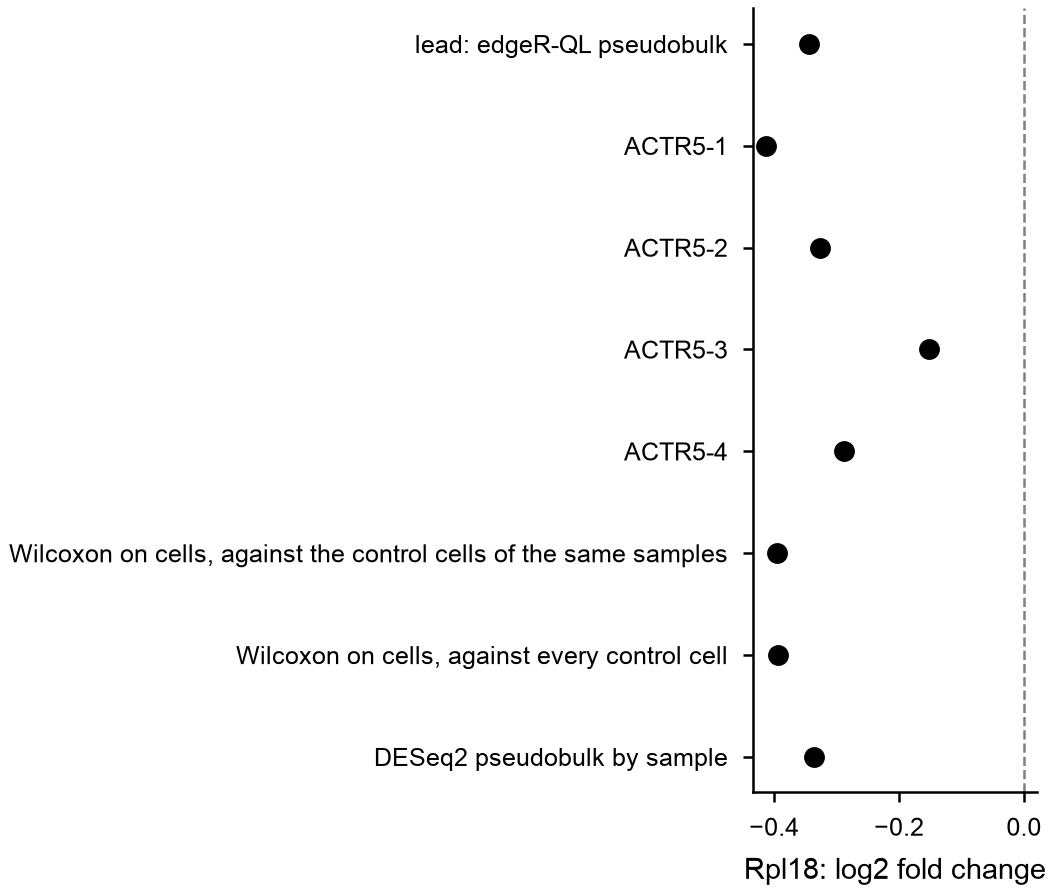 lead: edgeR-QL pseudobulk
ACTR5-1
ACTR5-2
ACTR5-3
ACTR5-4
Wilcoxon on cells, against the control cells of the same samples
Wilcoxon on cells, against every control cell
DESeq2 pseudobulk by sample
−0.4 −0.2 0.0
Rpl18: log2 fold change